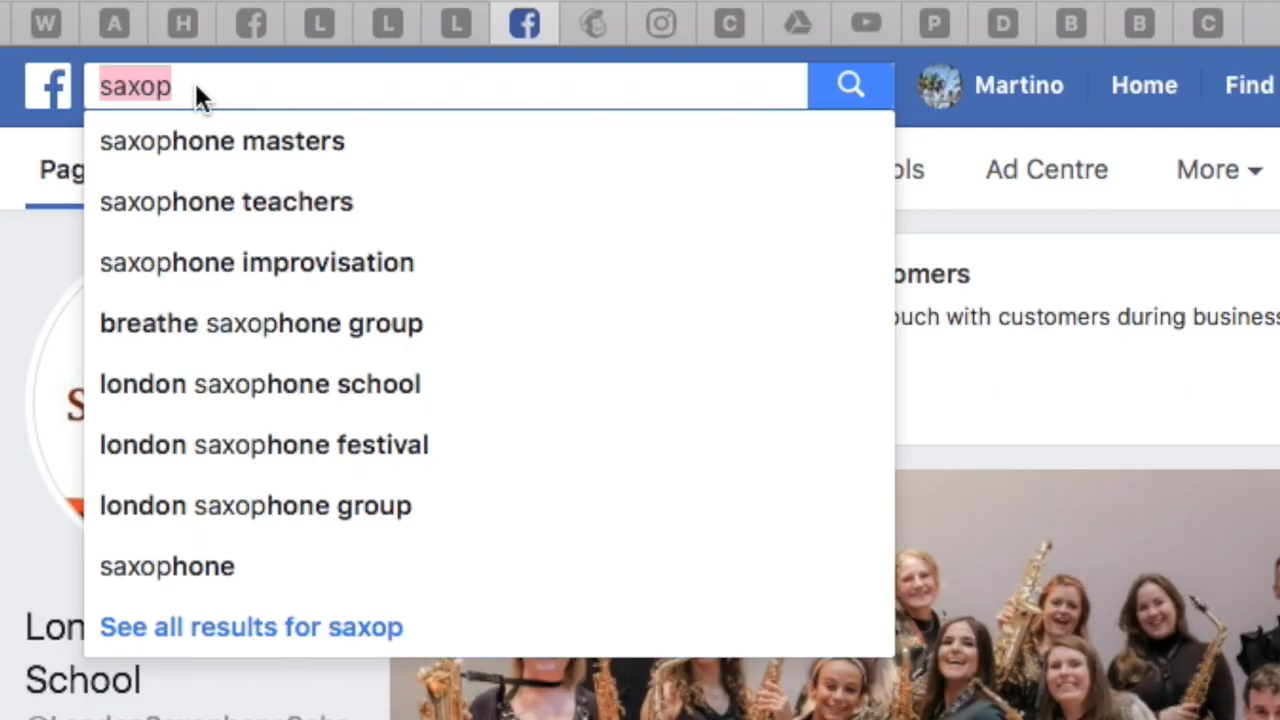 W A H L L L C P D B B C
saxop
Martino Home Find
saxophone masters
Pag
ols Ad Centre More
saxophone teachers
saxophone improvisation
omers
breathe saxophone group
ouch with customers during business
london saxophone school
S
london saxophone festival
london saxophone group
saxophone
See all results for saxop
Lon
School